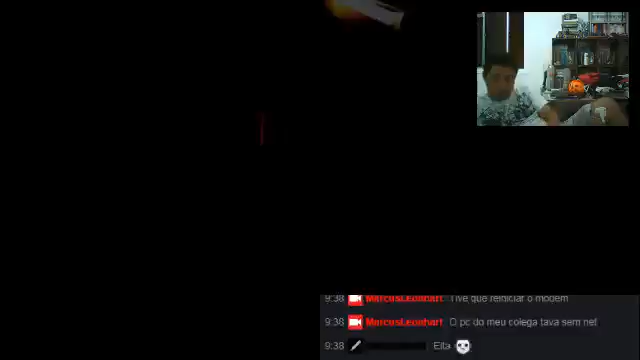 9:38 MarcusLeonhart Tive que reiniciar o modem
9:38 MarcusLeonhart O pc do meu colega tava sem net
9:38 Eita